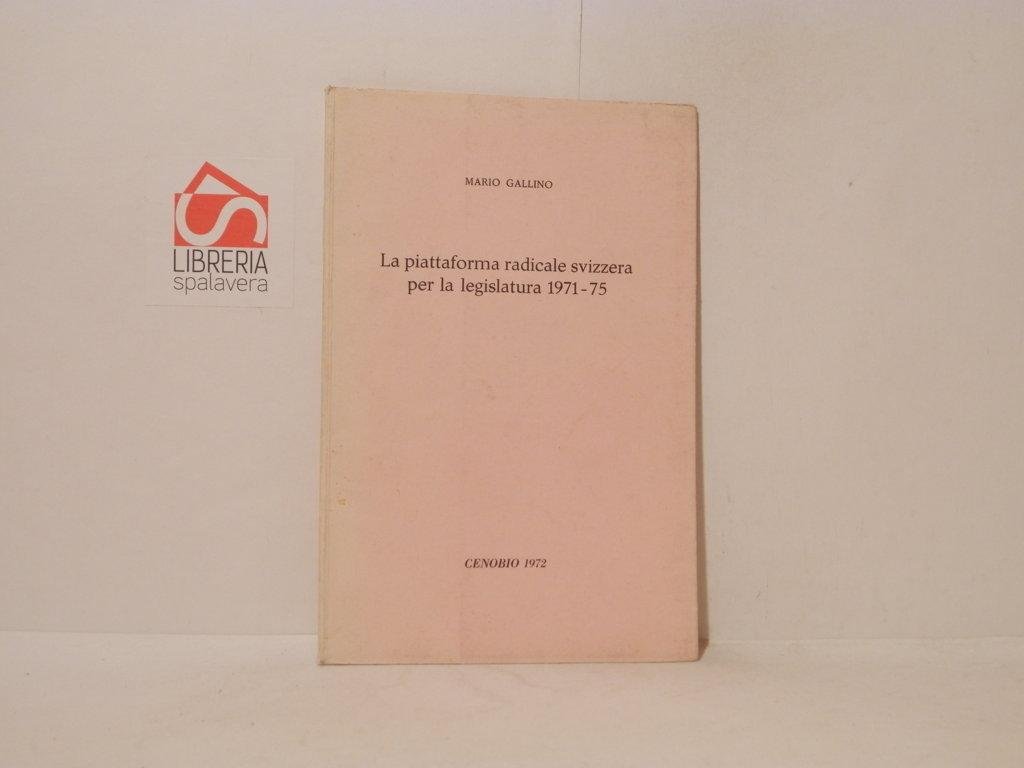 LIBRERIA
spalavera
MARIO GALLINO
La piattaforma radicale svizzera
per la legislatura 1971-75
CENOBIO 1972